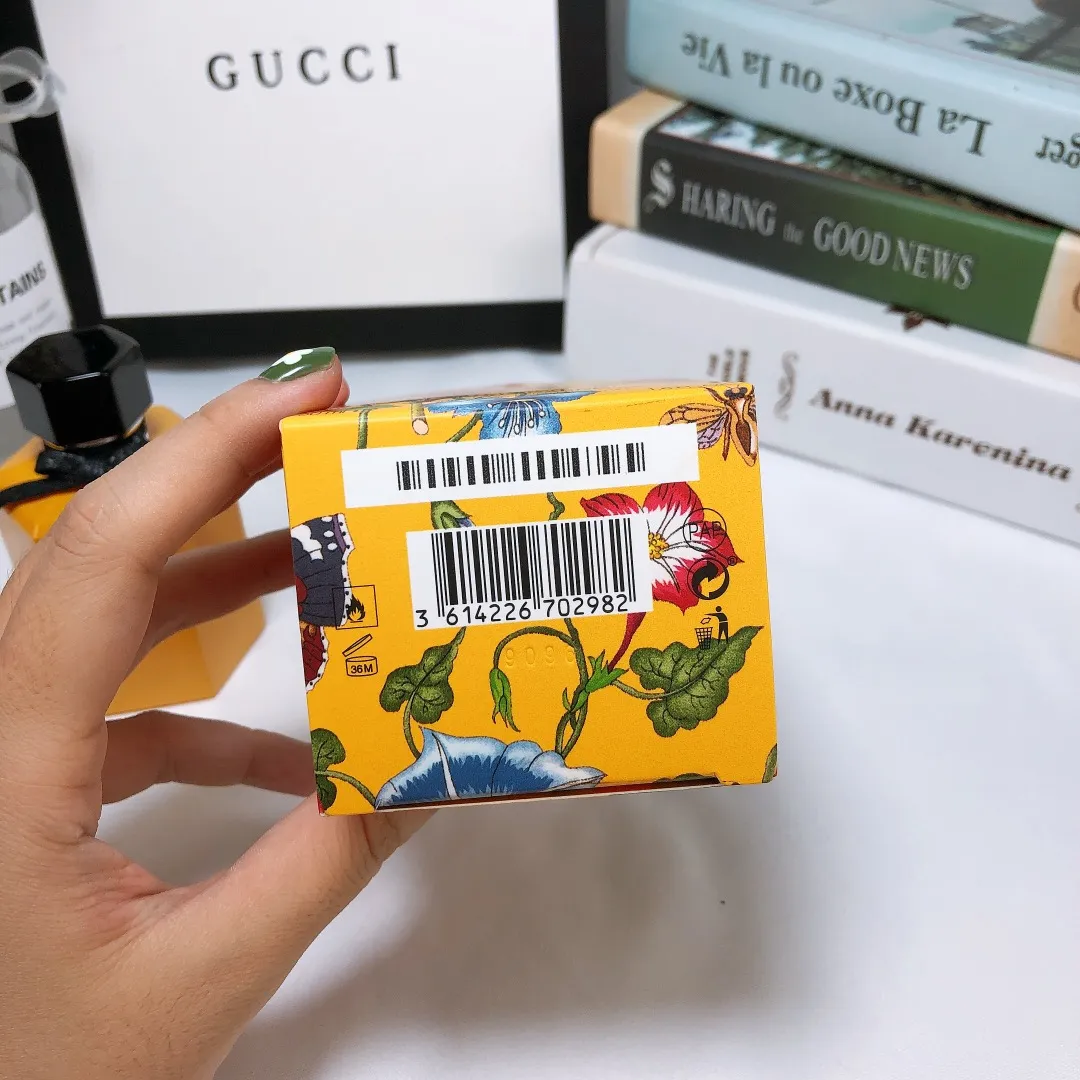 GUCCI
La Boxe ou la Vie
SHARING the GOOD NEWS
Anna Karenina
TAINS
3 614226 702982
PAP
36M